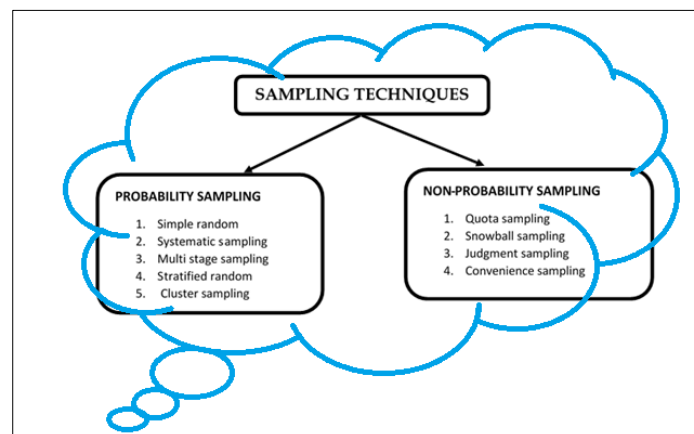 SAMPLING TECHNIQUES
PROBABILITY SAMPLING
1. Simple random
2. Systematic sampling
3. Multi stage sampling
4. Stratified random
5. Cluster sampling
NON-PROBABILITY SAMPLING
1. Quota sampling
2. Snowball sampling
3. Judgment sampling
4. Convenience sampling